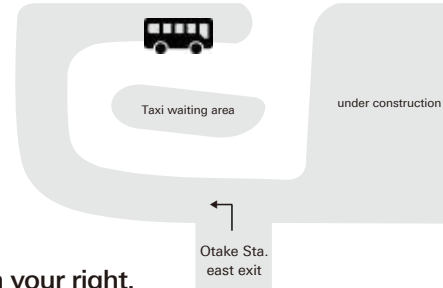 Taxi waiting area
under construction
Otake Sta.
east exit
your right.